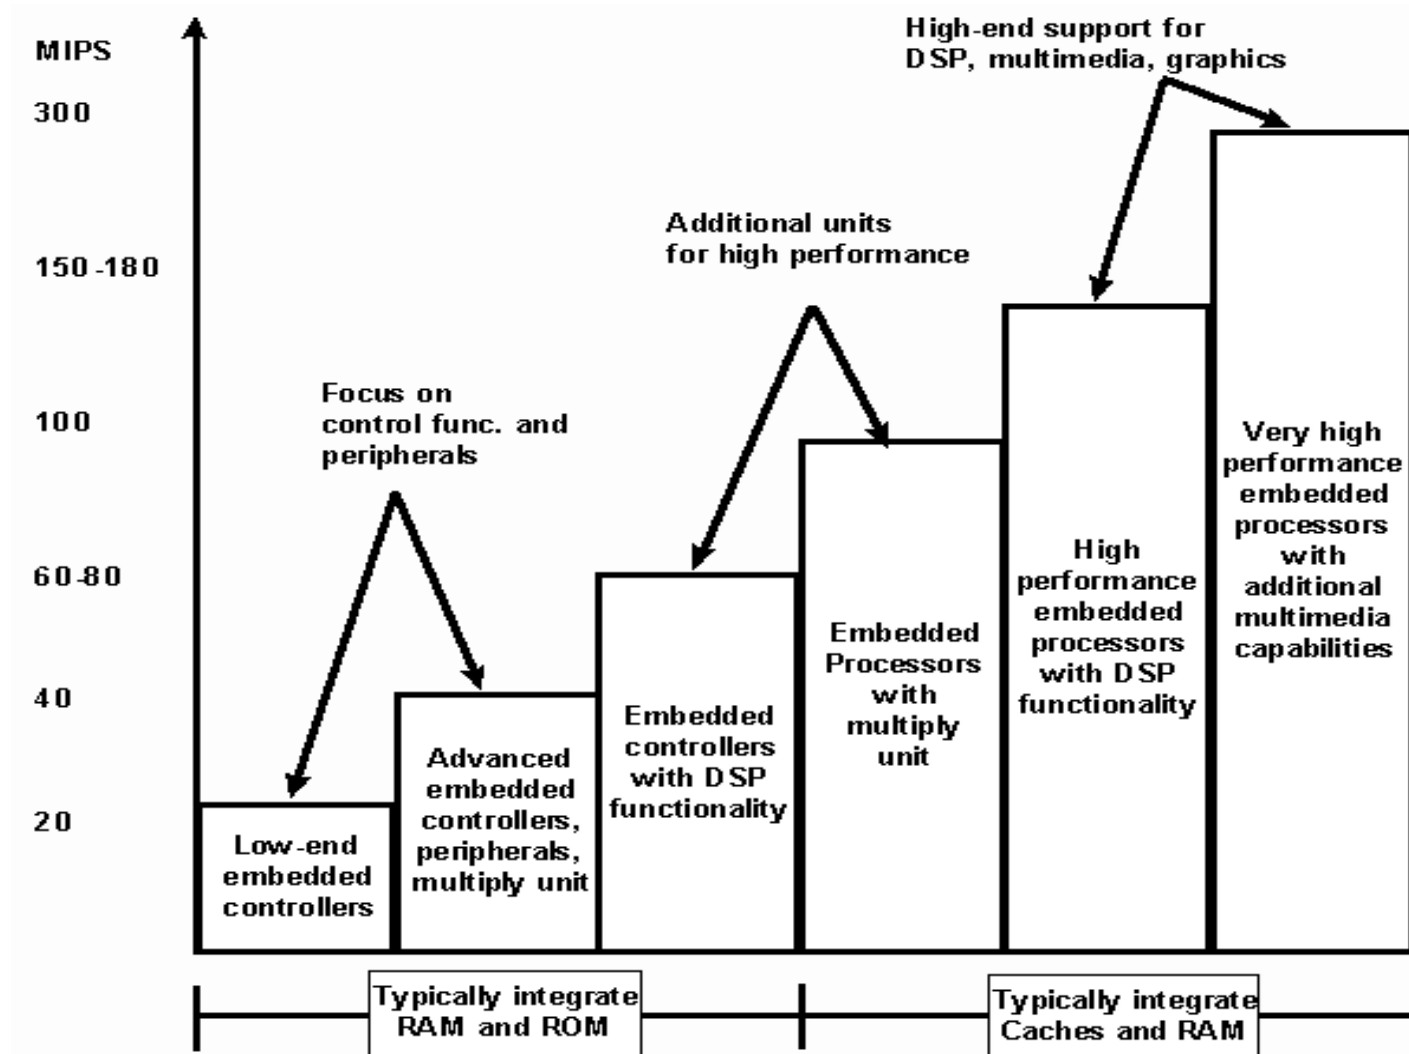 MIPS
300
150-180
100
60-80
40
20
High-end support for
DSP, multimedia, graphics
Additional units
for high performance
Focus on
control func. and
peripherals
Low-end
embedded
controllers
Advanced
embedded
controllers,
peripherals,
multiply unit
Embedded
controllers
with DSP
functionality
Embedded
Processors
with
multiply
unit
High
performance
embedded
processors
with DSP
functionality
Very high
performance
embedded
processors
with
additional
multimedia
capabilities
Typically integrate
RAM and ROM
Typically integrate
Caches and RAM